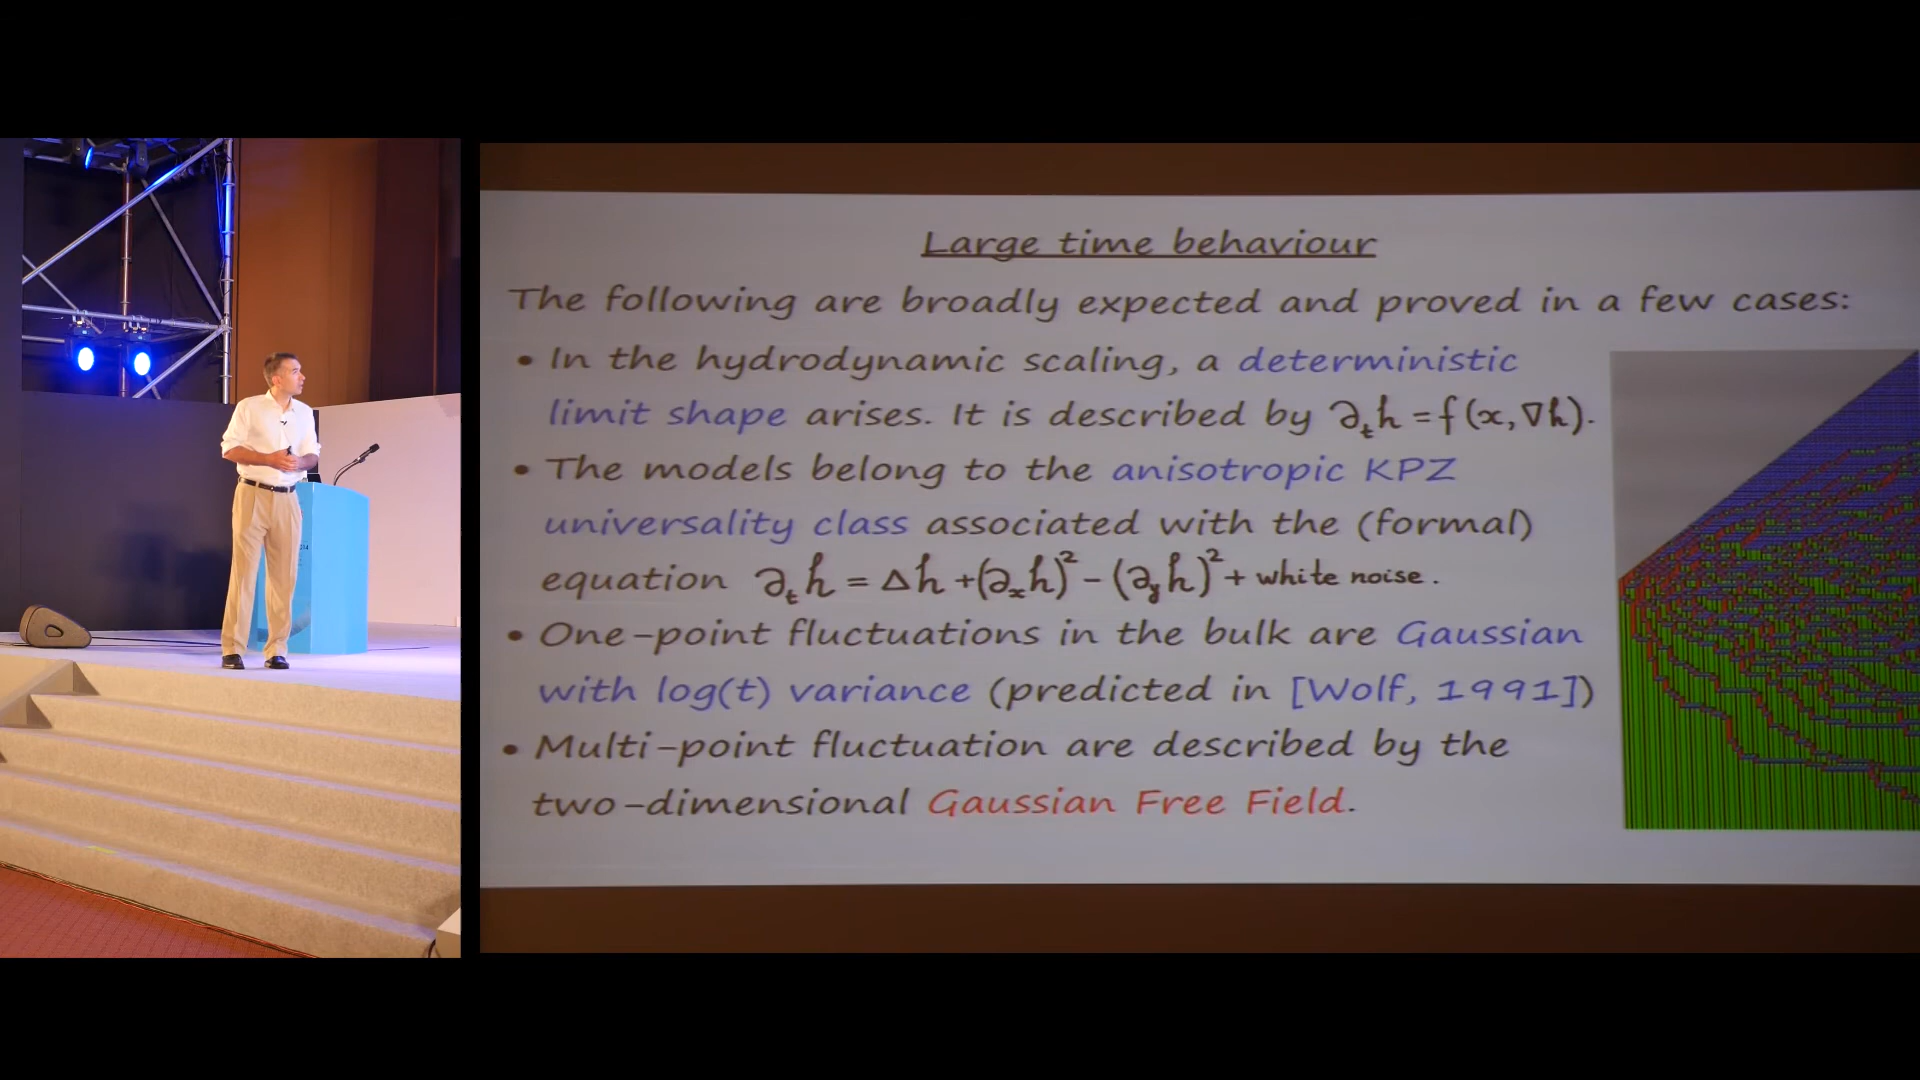 Large time behaviour
The following are broadly expected and proved in a few cases:
• In the hydrodynamic scaling, a deterministic
limit shape arises. It is described by ∂ₜh = f(x,∇h).
• The models belong to the anisotropic KPZ
universality class associated with the (formal)
equation ∂ₜh = Δh + (∂ₓh)² − (∂ᵧh)² + white noise.
• One-point fluctuations in the bulk are Gaussian
with log(t) variance (predicted in [Wolf, 1991])
• Multi-point fluctuation are described by the
two-dimensional Gaussian Free Field.